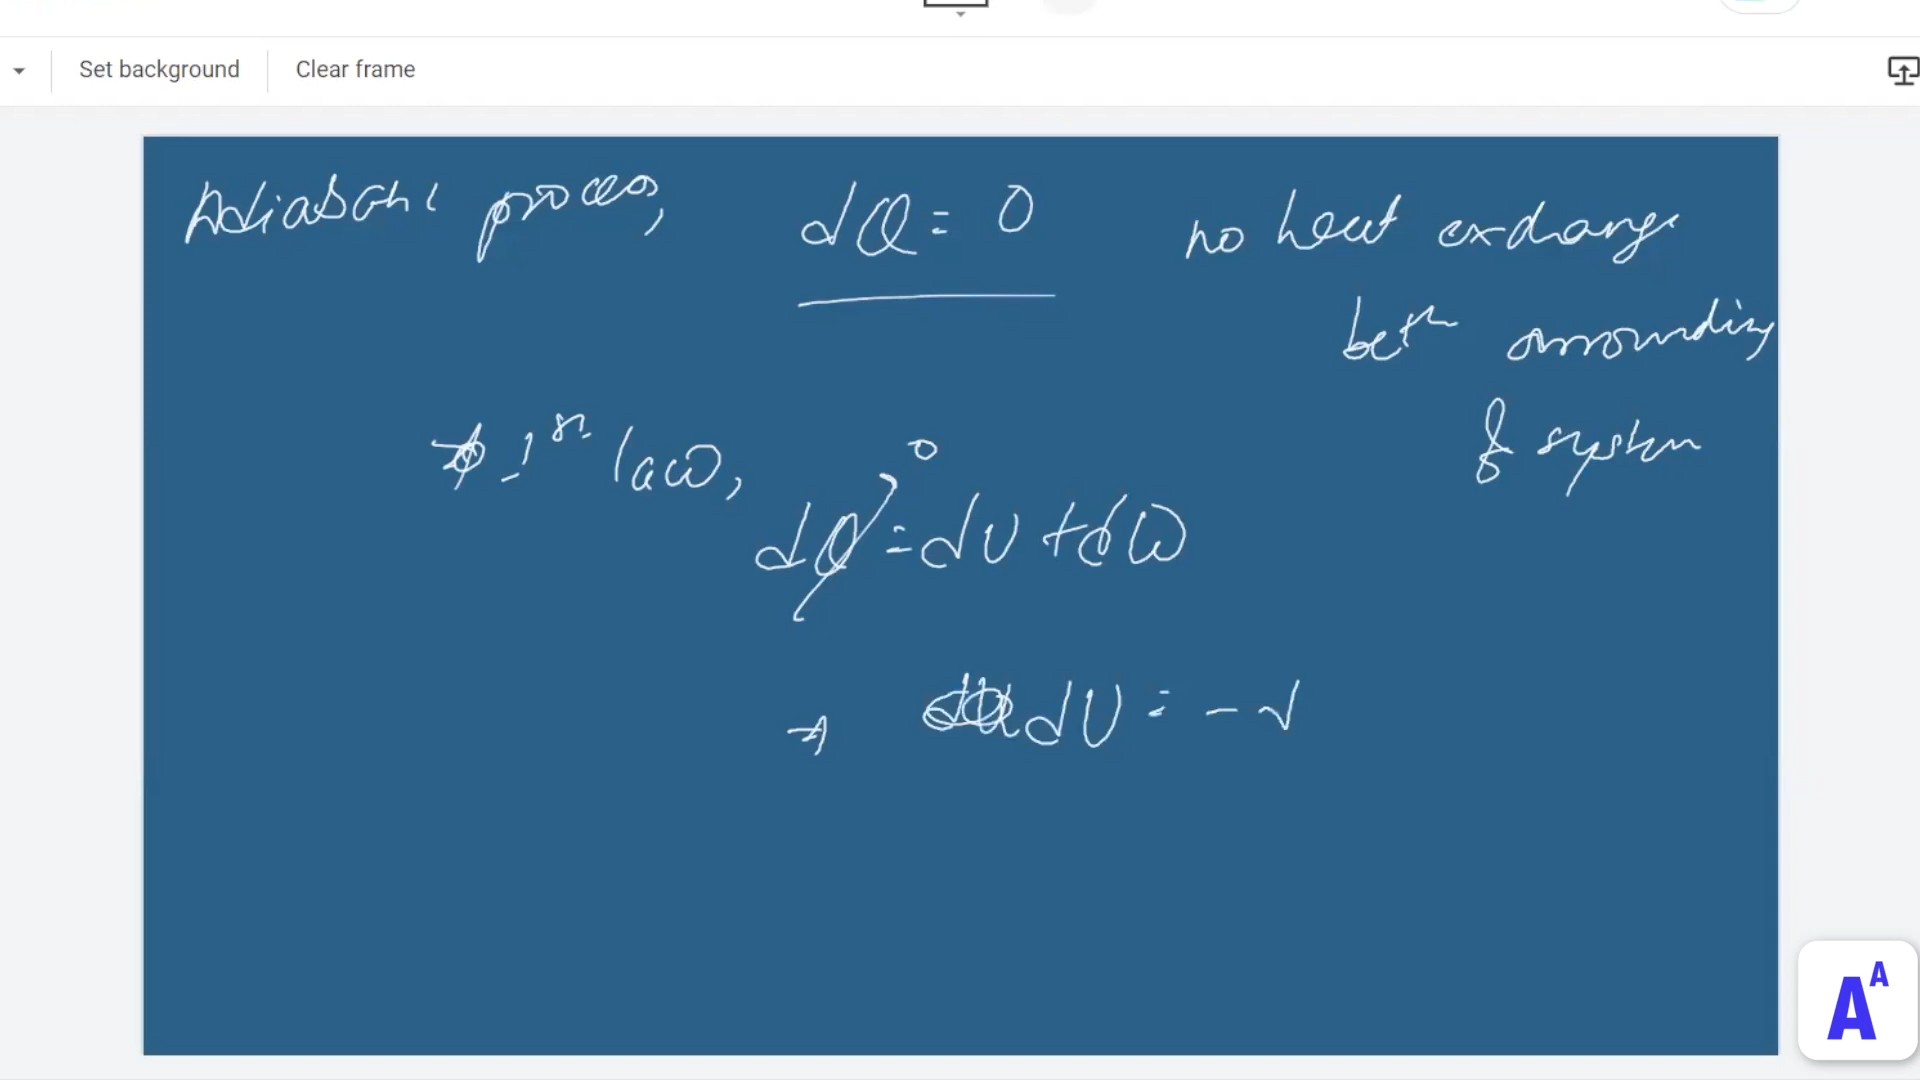 Set background Clear frame
Adiabatic process, dQ = 0 no heat exchange
betn surrounding
& system
1st law,
dQ = dU + dW
0
⇒ dU = - d
AA